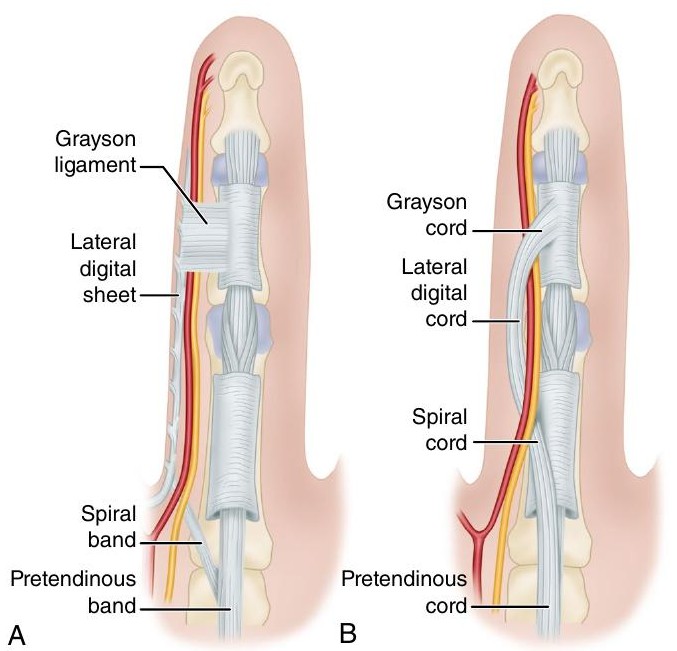 Grayson
ligament
Lateral
digital
sheet
Spiral
band
Pretendinous
band
A
Grayson
cord
Lateral
digital
cord
Spiral
cord
Pretendinous
cord
B